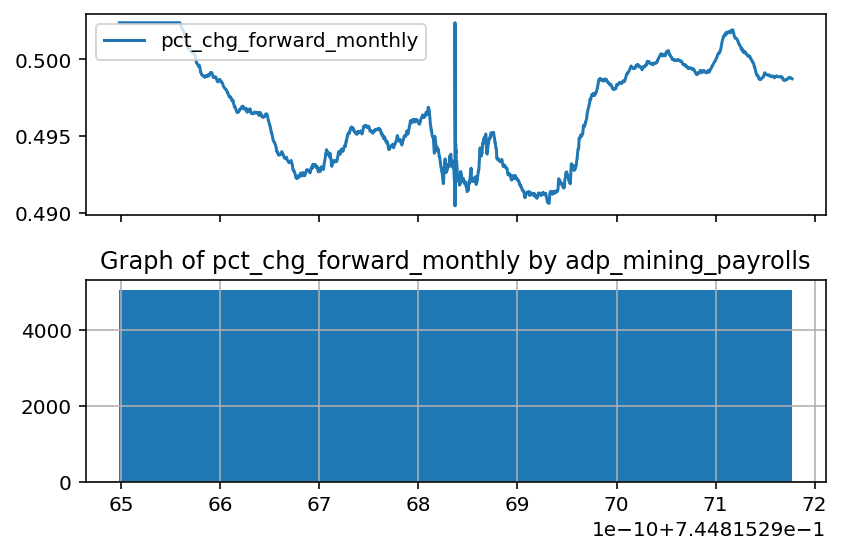 pct_chg_forward_monthly
0.500
0.495
0.490
Graph of pct_chg_forward_monthly by adp_mining_payrolls
4000
2000
0
65 66 67 68 69 70 71 72
1e−10+7.4481529e−1